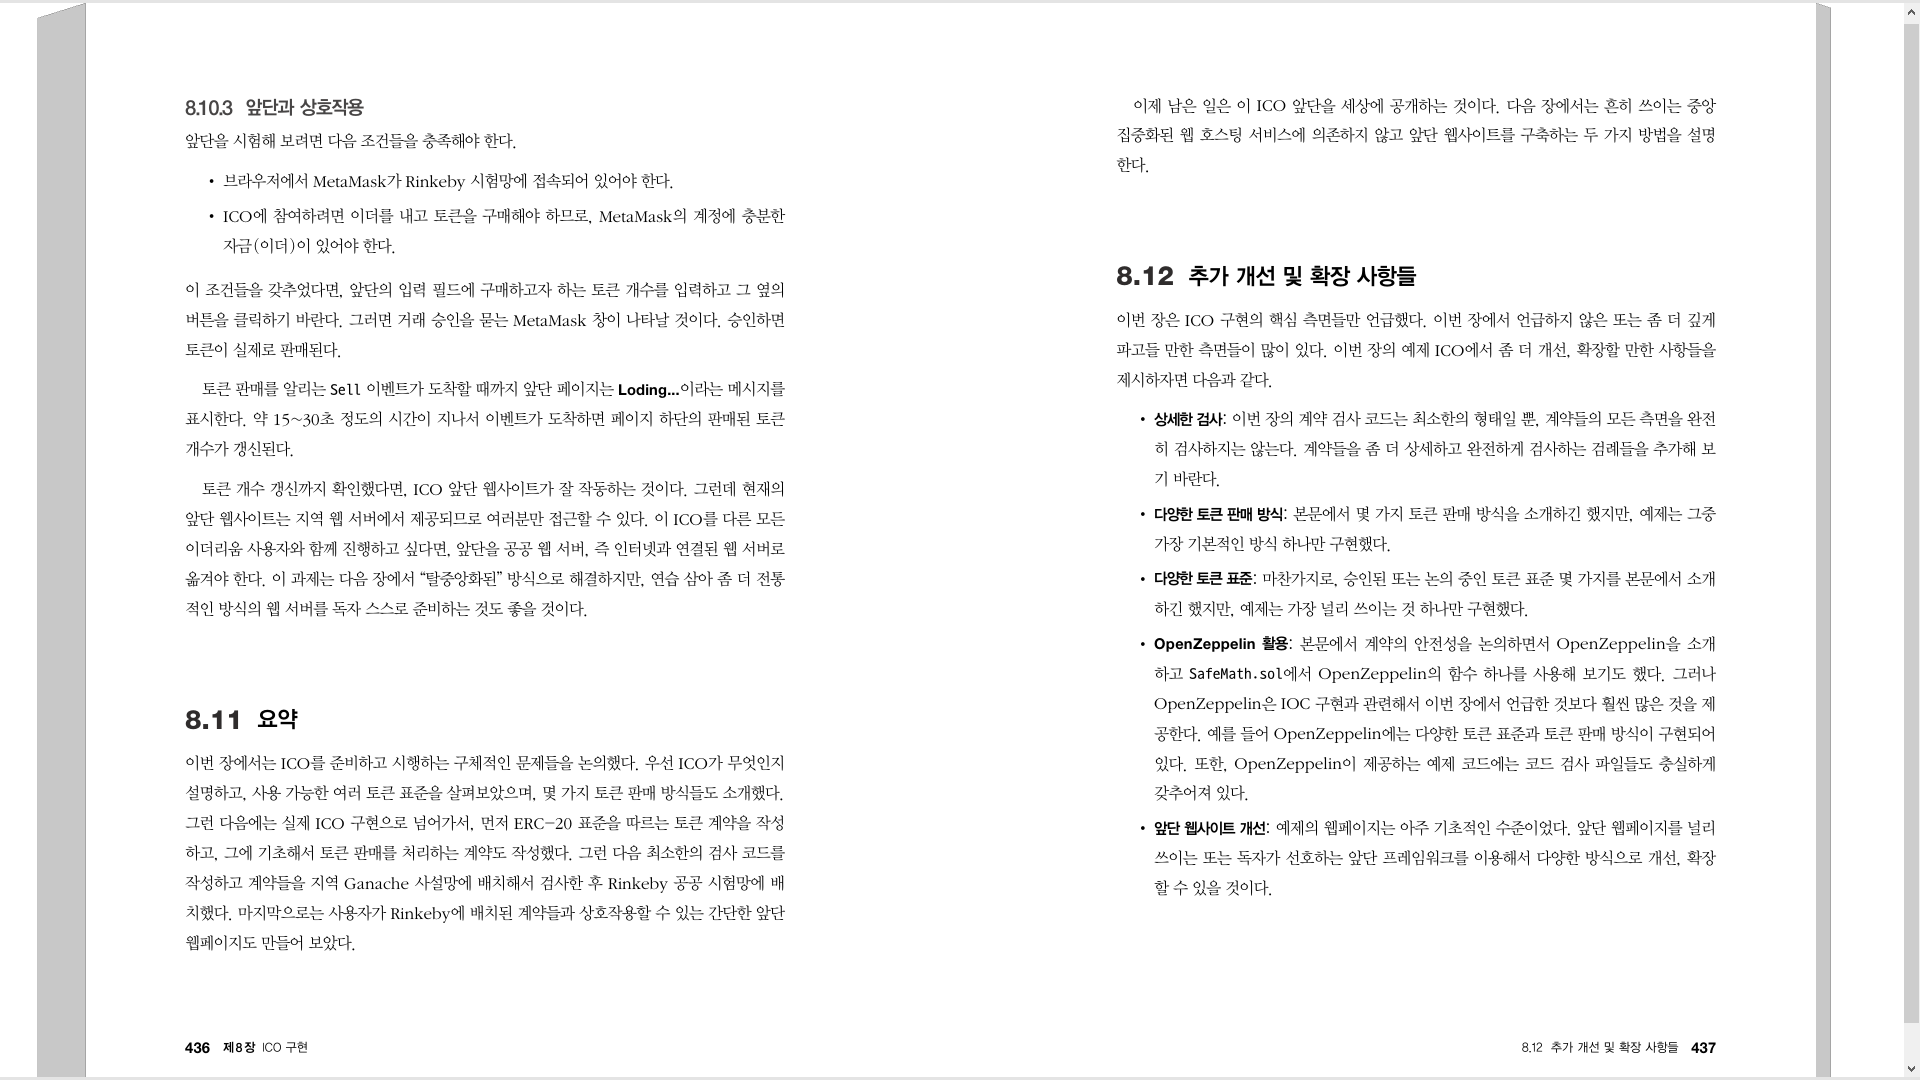 8.10.3 앞단과 상호작용
앞단을 시험해 보려면 다음 조건들을 충족해야 한다.
• 브라우저에서 MetaMask가 Rinkeby 시험망에 접속되어 있어야 한다.
• ICO에 참여하려면 이더를 내고 토큰을 구매해야 하므로, MetaMask의 계정에 충분한
자금(이더)이 있어야 한다.
이 조건들을 갖추었다면, 앞단의 입력 필드에 구매하고자 하는 토큰 개수를 입력하고 그 옆의
버튼을 클릭하기 바란다. 그러면 거래 승인을 묻는 MetaMask 창이 나타날 것이다. 승인하면
토큰이 실제로 판매된다.
토큰 판매를 알리는 Sell 이벤트가 도착할 때까지 앞단 페이지는 Loding...이라는 메시지를
표시한다. 약 15~30초 정도의 시간이 지나서 이벤트가 도착하면 페이지 하단의 판매된 토큰
개수가 갱신된다.
토큰 개수 갱신까지 확인했다면, ICO 앞단 웹사이트가 잘 작동하는 것이다. 그런데 현재의
앞단 웹사이트는 지역 웹 서버에서 제공되므로 여러분만 접근할 수 있다. 이 ICO를 다른 모든
이더리움 사용자와 함께 진행하고 싶다면, 앞단을 공공 웹 서버, 즉 인터넷과 연결된 웹 서버로
옮겨야 한다. 이 과제는 다음 장에서 “탈중앙화된” 방식으로 해결하지만, 연습 삼아 좀 더 전통
적인 방식의 웹 서버를 독자 스스로 준비하는 것도 좋을 것이다.
8.11 요약
이번 장에서는 ICO를 준비하고 시행하는 구체적인 문제들을 논의했다. 우선 ICO가 무엇인지
설명하고, 사용 가능한 여러 토큰 표준을 살펴보았으며, 몇 가지 토큰 판매 방식들도 소개했다.
그런 다음에는 실제 ICO 구현으로 넘어가서, 먼저 ERC-20 표준을 따르는 토큰 계약을 작성
하고, 그에 기초해서 토큰 판매를 처리하는 계약도 작성했다. 그런 다음 최소한의 검사 코드를
작성하고 계약들을 지역 Ganache 사설망에 배치해서 검사한 후 Rinkeby 공공 시험망에 배
치했다. 마지막으로는 사용자가 Rinkeby에 배치된 계약들과 상호작용할 수 있는 간단한 앞단
웹페이지도 만들어 보았다.
436 제8장 ICO 구현
이제 남은 일은 이 ICO 앞단을 세상에 공개하는 것이다. 다음 장에서는 흔히 쓰이는 중앙
집중화된 웹 호스팅 서비스에 의존하지 않고 앞단 웹사이트를 구축하는 두 가지 방법을 설명
한다.
8.12 추가 개선 및 확장 사항들
이번 장은 ICO 구현의 핵심 측면들만 언급했다. 이번 장에서 언급하지 않은 또는 좀 더 깊게
파고들 만한 측면들이 많이 있다. 이번 장의 예제 ICO에서 좀 더 개선, 확장할 만한 사항들을
제시하자면 다음과 같다.
• 상세한 검사: 이번 장의 계약 검사 코드는 최소한의 형태일 뿐, 계약들의 모든 측면을 완전
히 검사하지는 않는다. 계약들을 좀 더 상세하고 완전하게 검사하는 검례들을 추가해 보
기 바란다.
• 다양한 토큰 판매 방식: 본문에서 몇 가지 토큰 판매 방식을 소개하긴 했지만, 예제는 그중
가장 기본적인 방식 하나만 구현했다.
• 다양한 토큰 표준: 마찬가지로, 승인된 또는 논의 중인 토큰 표준 몇 가지를 본문에서 소개
하긴 했지만, 예제는 가장 널리 쓰이는 것 하나만 구현했다.
• OpenZeppelin 활용: 본문에서 계약의 안전성을 논의하면서 OpenZeppelin을 소개
하고 SafeMath.sol에서 OpenZeppelin의 함수 하나를 사용해 보기도 했다. 그러나
OpenZeppelin은 IOC 구현과 관련해서 이번 장에서 언급한 것보다 훨씬 많은 것을 제
공한다. 예를 들어 OpenZeppelin에는 다양한 토큰 표준과 토큰 판매 방식이 구현되어
있다. 또한, OpenZeppelin이 제공하는 예제 코드에는 코드 검사 파일들도 충실하게
갖추어져 있다.
• 앞단 웹사이트 개선: 예제의 웹페이지는 아주 기초적인 수준이었다. 앞단 웹페이지를 널리
쓰이는 또는 독자가 선호하는 앞단 프레임워크를 이용해서 다양한 방식으로 개선, 확장
할 수 있을 것이다.
8.12 추가 개선 및 확장 사항들 437